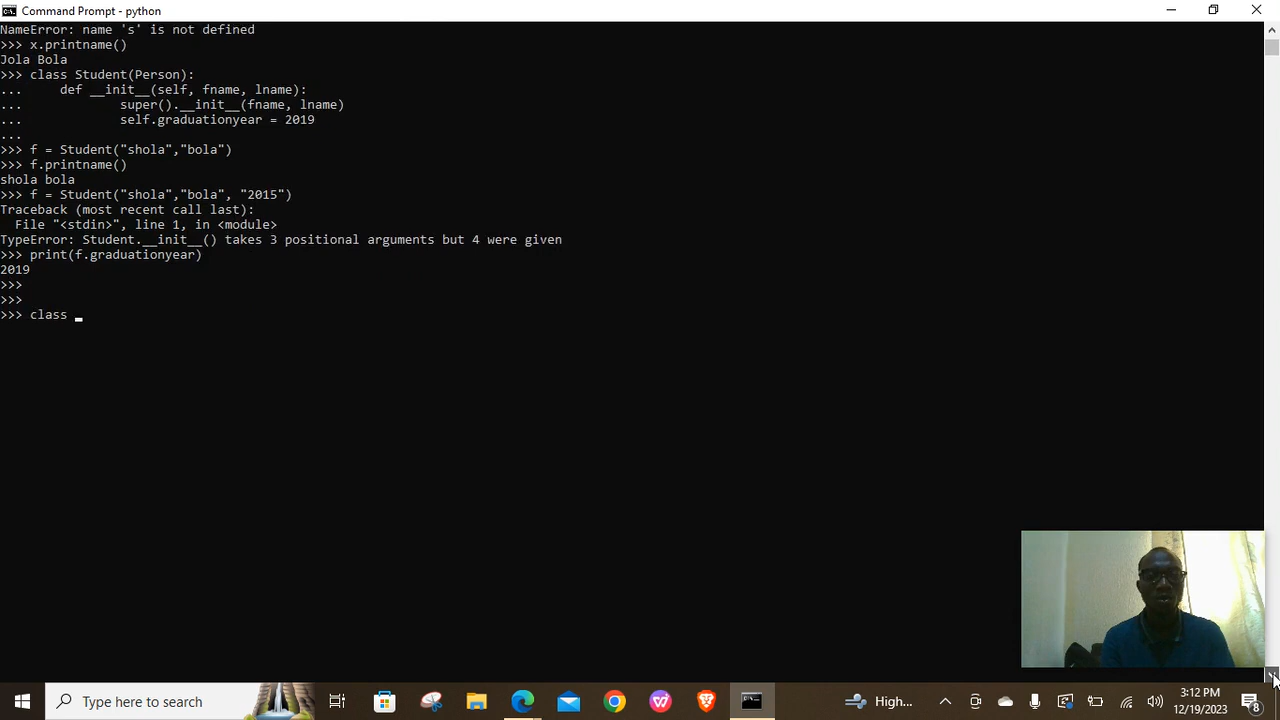 Command Prompt - python
NameError: name 's' is not defined
>>> x.printname()
Jola Bola
>>> class Student(Person):
...     def __init__(self, fname, lname):
...             super().__init__(fname, lname)
...             self.graduationyear = 2019
...
>>> f = Student("shola","bola")
>>> f.printname()
shola bola
>>> f = Student("shola","bola", "2015")
Traceback (most recent call last):
  File "<stdin>", line 1, in <module>
TypeError: Student.__init__() takes 3 positional arguments but 4 were given
>>> print(f.graduationyear)
2019
>>>
>>>
>>> class _
Type here to search
High...
3:12 PM
12/19/2023
8